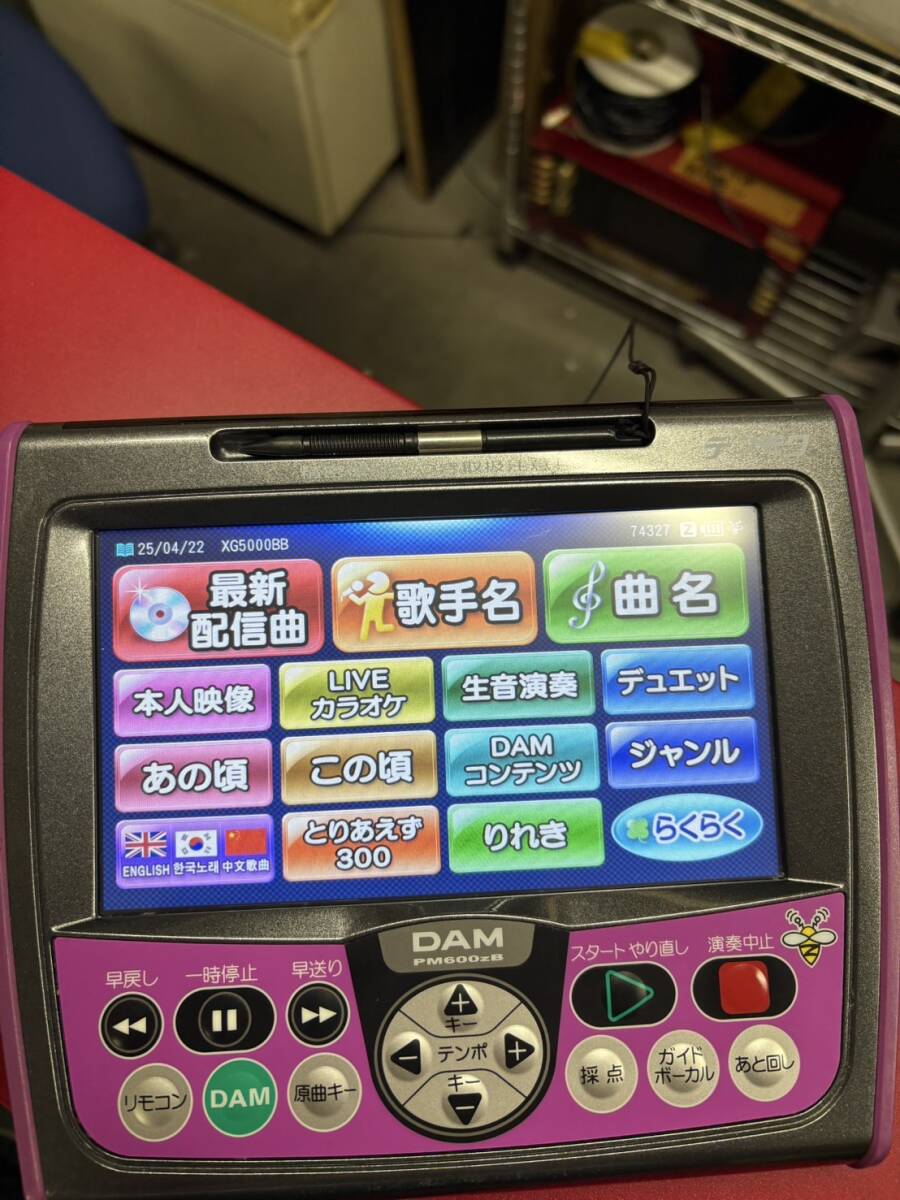 取扱注意
25/04/22 XG5000BB
74327 Z
最新
配信曲
歌手名
曲名
本人映像
LIVE
カラオケ
生音演奏
デュエット
あの頃
この頃
DAM
コンテンツ
ジャンル
ENGLISH 한국노래 中文歌曲
とりあえず
300
りれき
らくらく
DAM
PM600zB
早戻し
一時停止
早送り
スタート やり直し
演奏中止
キー
テンポ
キー
リモコン
DAM
原曲キー
採点
ガイド
ボーカル
あと回し